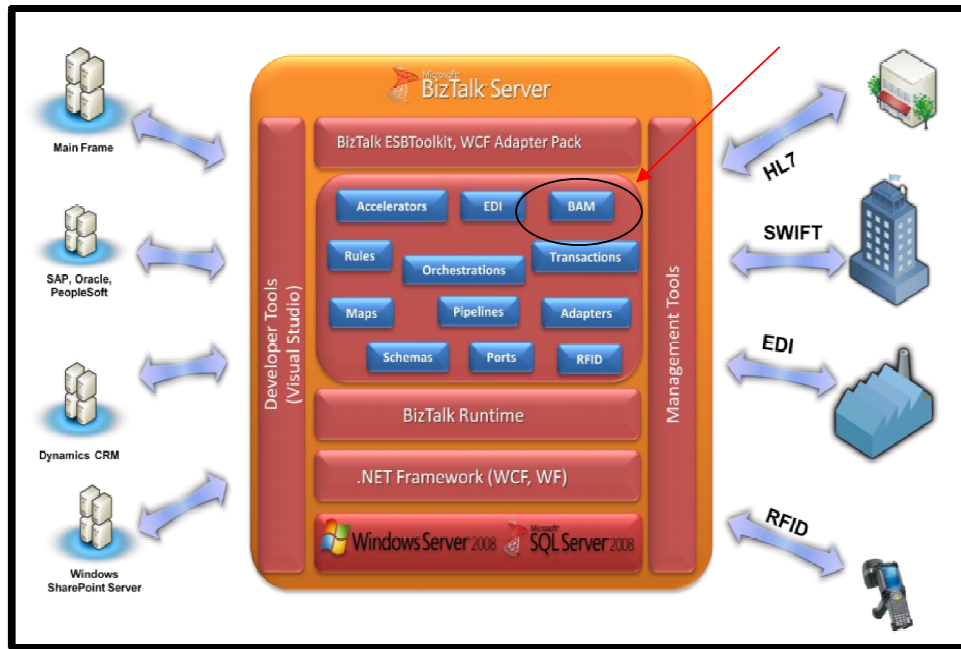 Microsoft
BizTalk Server
BizTalk ESBToolkit, WCF Adapter Pack
Accelerators
EDI
BAM
Rules
Orchestrations
Transactions
Maps
Pipelines
Adapters
Schemas
Ports
RFID
BizTalk Runtime
.NET Framework (WCF, WF)
Windows Server 2008
Microsoft
SQL Server 2008
Developer Tools
(Visual Studio)
Management Tools
Main Frame
SAP, Oracle,
PeopleSoft
Dynamics CRM
Windows
SharePoint Server
HL7
SWIFT
EDI
RFID